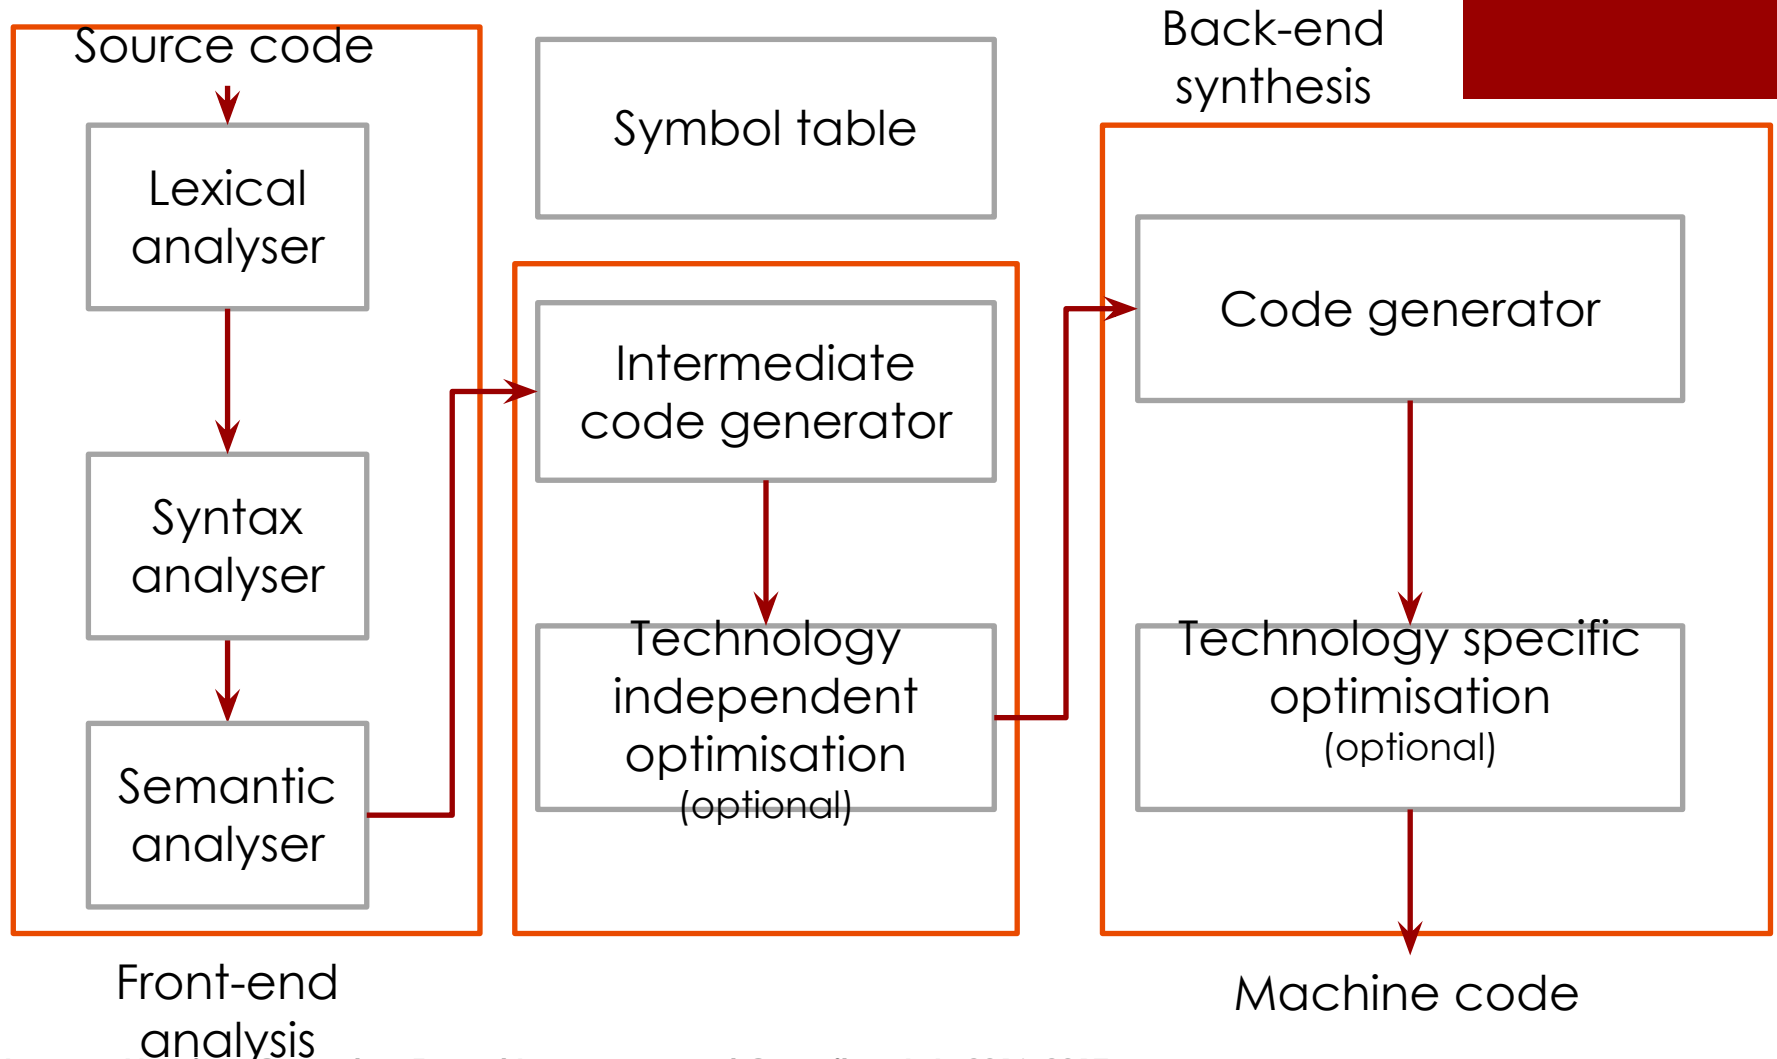 Source code
Lexical
analyser
Syntax
analyser
Semantic
analyser
Front-end
analysis
Symbol table
Intermediate
code generator
Technology
independent
optimisation
(optional)
Back-end
synthesis
Code generator
Technology specific
optimisation
(optional)
Machine code